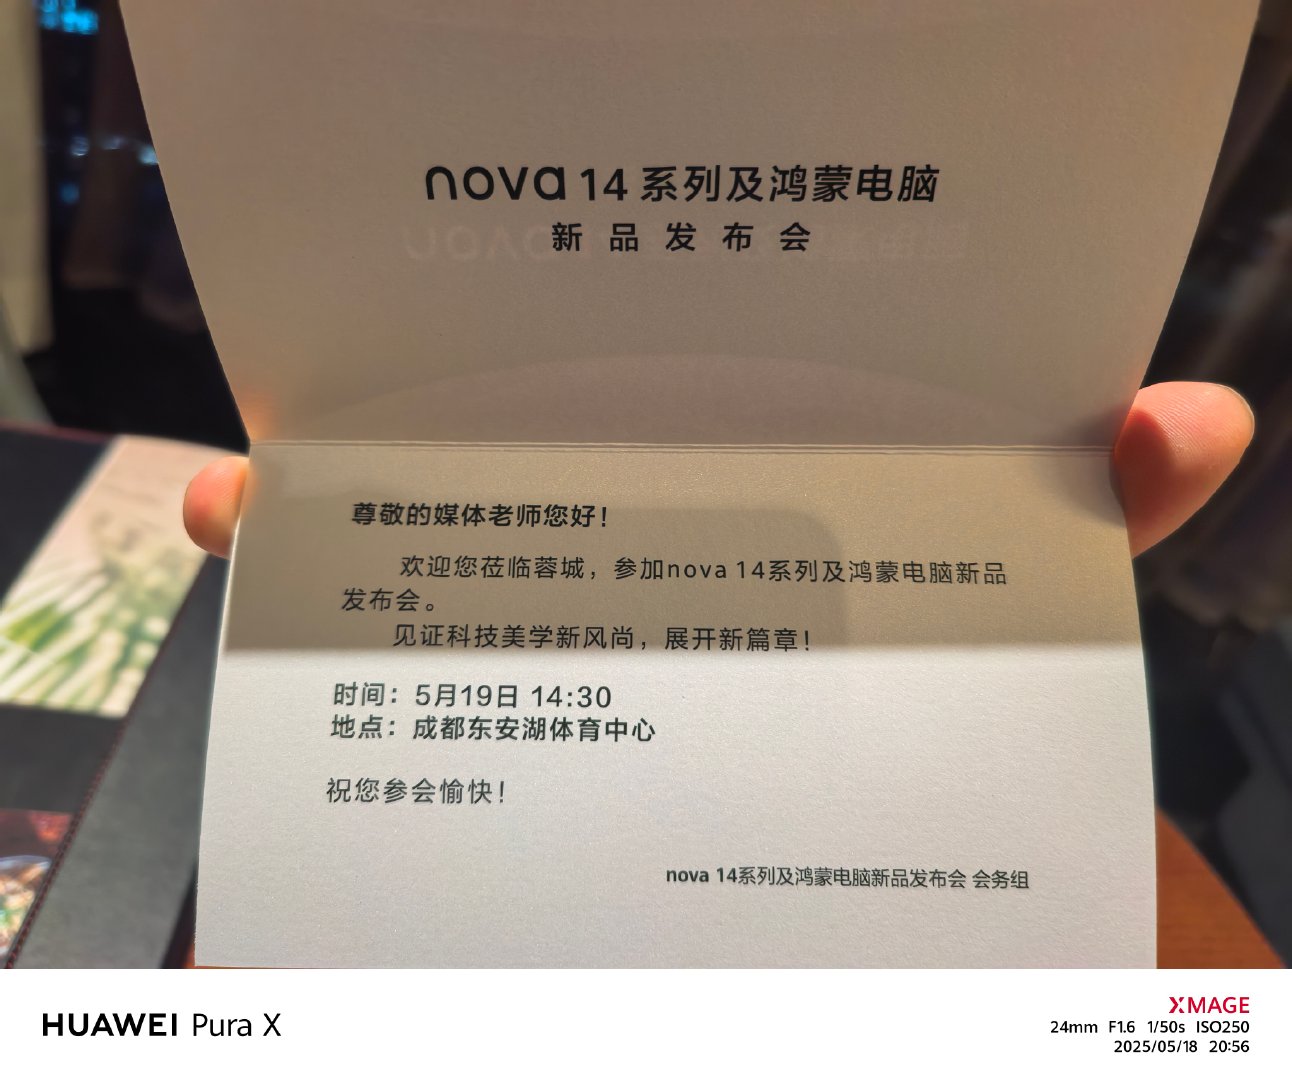 nova 14 系列及鸿蒙电脑
新品发布会
尊敬的媒体老师您好！
欢迎您莅临蓉城，参加nova 14系列及鸿蒙电脑新品
发布会。
见证科技美学新风尚，展开新篇章！
时间：5月19日 14:30
地点：成都东安湖体育中心
祝您参会愉快！
nova 14系列及鸿蒙电脑新品发布会 会务组
HUAWEI Pura X
XMAGE
24mm F1.6 1/50s ISO250
2025/05/18 20:56